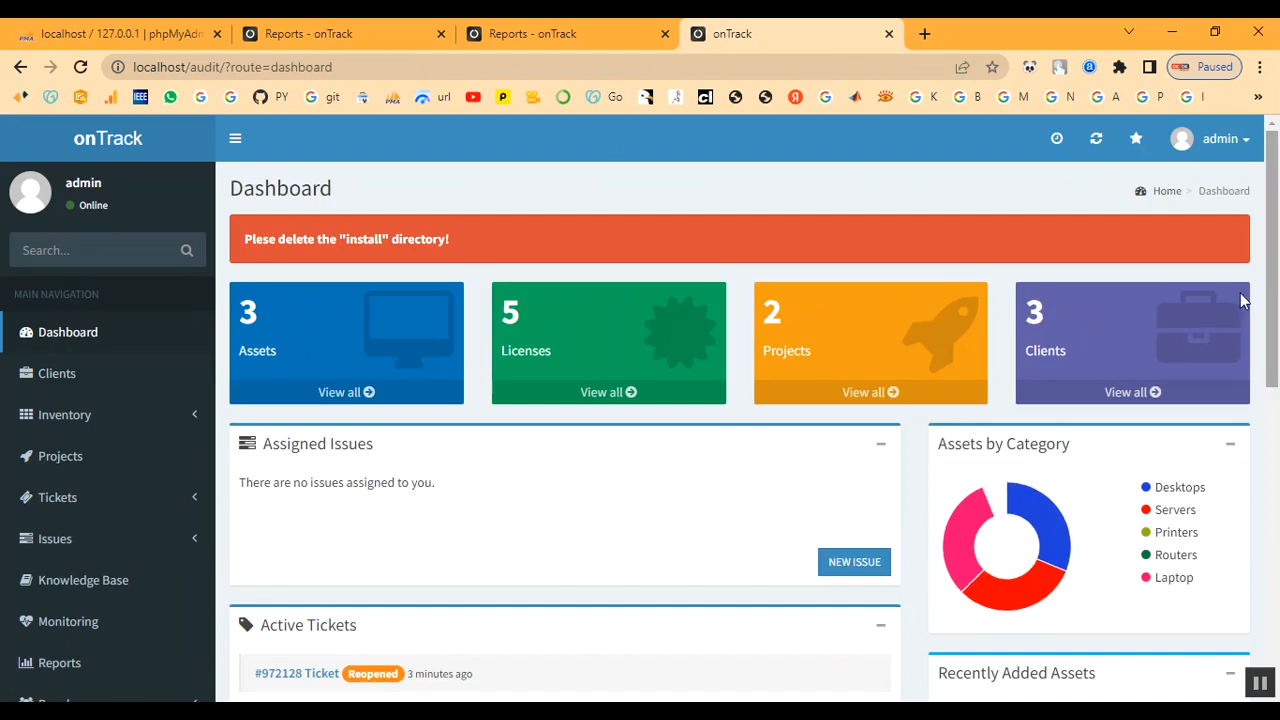 localhost / 127.0.0.1 | phpMyAdm
Reports - onTrack
Reports - onTrack
onTrack
localhost/audit/?route=dashboard
Paused
IEEE
PY
git
url
Go
K
B
M
N
A
P
I
»
onTrack
admin
Dashboard
Home > Dashboard
admin
Online
Plese delete the "install" directory!
Search...
MAIN NAVIGATION
Dashboard
Clients
Inventory
Projects
Tickets
Issues
Knowledge Base
Monitoring
Reports
3
Assets
View all
5
Licenses
View all
2
Projects
View all
3
Clients
View all
Assigned Issues
There are no issues assigned to you.
NEW ISSUE
Assets by Category
Desktops
Servers
Printers
Routers
Laptop
Active Tickets
#972128 Ticket Reopened 3 minutes ago
Recently Added Assets